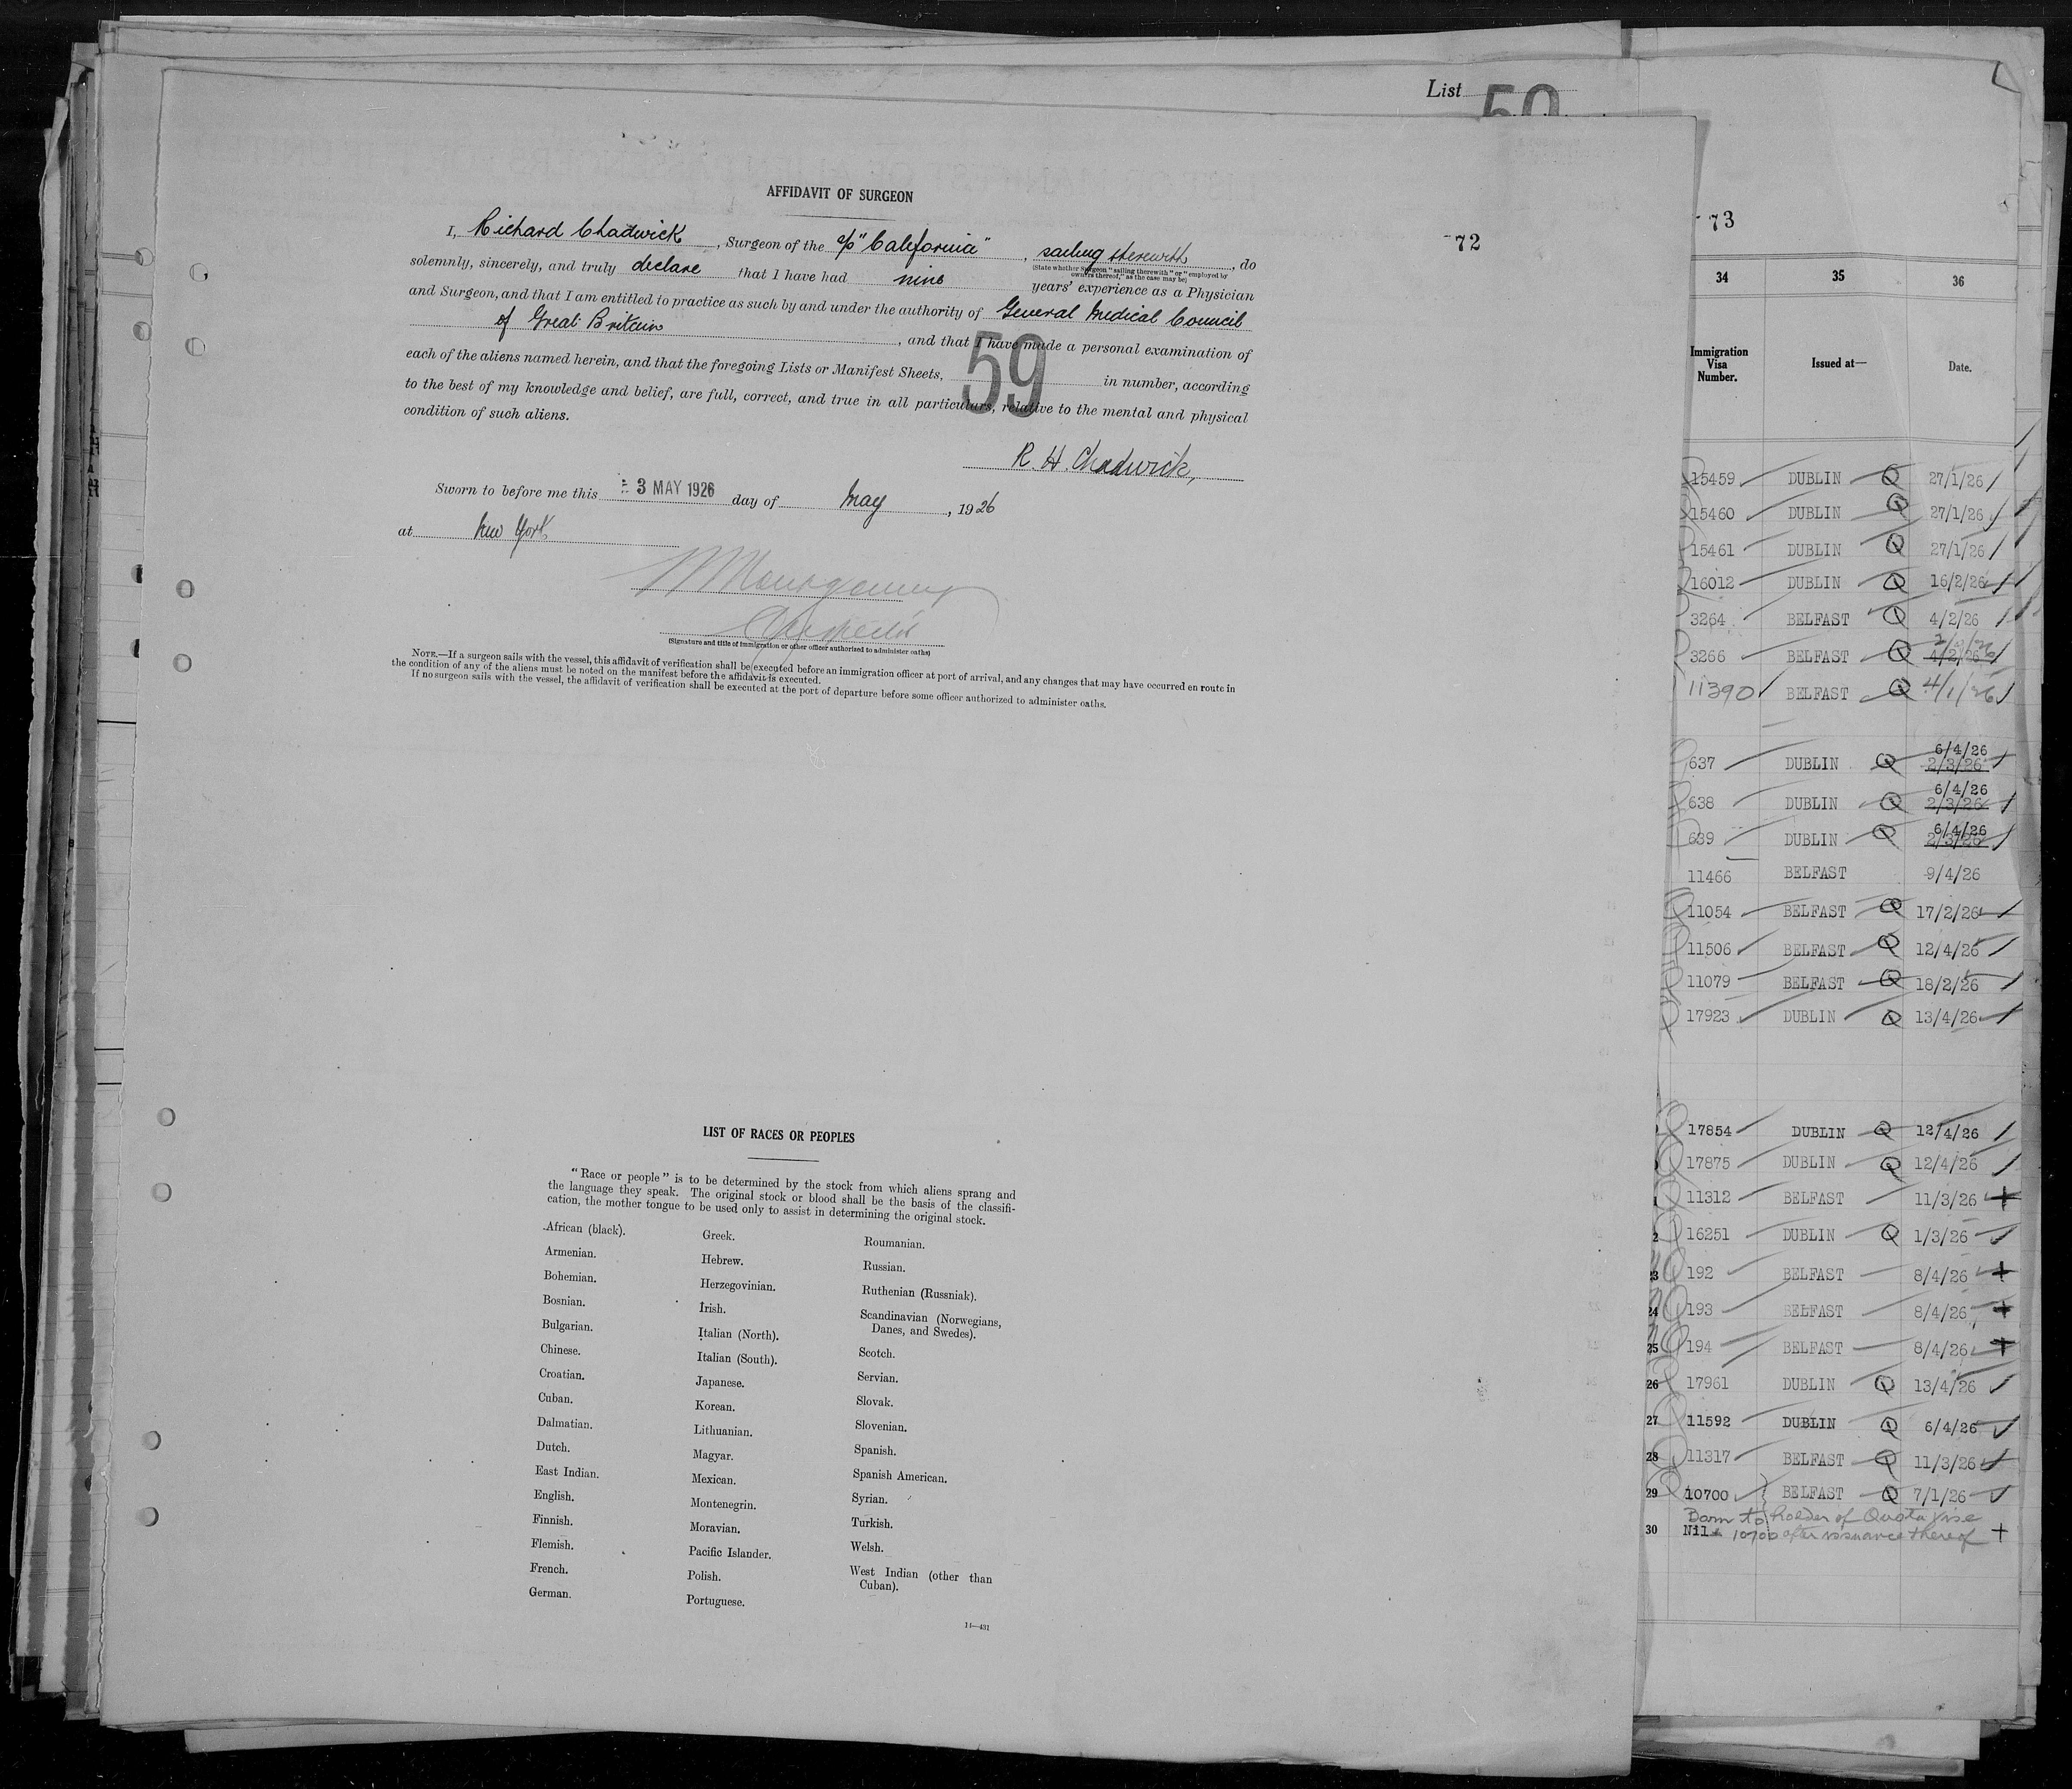 List 59
72
AFFIDAVIT OF SURGEON
I, Richard Chadwick, Surgeon of the s/s "California", sailing therewith, do
(State whether Surgeon "sailing therewith" or "employed by
owners thereof," as the case may be)
solemnly, sincerely, and truly declare that I have had nine years' experience as a Physician
and Surgeon, and that I am entitled to practice as such by and under the authority of General Medical Council
of Great Britain, and that I have made a personal examination of
each of the aliens named herein, and that the foregoing Lists or Manifest Sheets, 59 in number, according
to the best of my knowledge and belief, are full, correct, and true in all particulars, relative to the mental and physical
condition of such aliens.
R. H. Chadwick,
Sworn to before me this 3 MAY 1926 day of May, 1926
at New York
Montgomery
(Signature and title of immigration or other officer authorized to administer oaths)
NOTE.—If a surgeon sails with the vessel, this affidavit of verification shall be executed before an immigration officer at port of arrival, and any changes that may have occurred en route in
the condition of any of the aliens must be noted on the manifest before the affidavit is executed.
If no surgeon sails with the vessel, the affidavit of verification shall be executed at the port of departure before some officer authorized to administer oaths.
LIST OF RACES OR PEOPLES
"Race or people" is to be determined by the stock from which aliens sprang and
the language they speak. The original stock or blood shall be the basis of the classifi-
cation, the mother tongue to be used only to assist in determining the original stock.
African (black).
Armenian.
Bohemian.
Bosnian.
Bulgarian.
Chinese.
Croatian.
Cuban.
Dalmatian.
Dutch.
East Indian.
English.
Finnish.
Flemish.
French.
German.
Greek.
Hebrew.
Herzegovinian.
Irish.
Italian (North).
Italian (South).
Japanese.
Korean.
Lithuanian.
Magyar.
Mexican.
Montenegrin.
Moravian.
Pacific Islander.
Polish.
Portuguese.
Roumanian.
Russian.
Ruthenian (Russniak).
Scandinavian (Norwegians,
Danes, and Swedes).
Scotch.
Servian.
Slovak.
Slovenian.
Spanish.
Spanish American.
Syrian.
Turkish.
Welsh.
West Indian (other than
Cuban).
14—431
73
34 35 36
Immigration
Visa
Number.
Issued at—
Date.
15459 DUBLIN Q 27/1/26
15460 DUBLIN Q 27/1/26
15461 DUBLIN Q 27/1/26
16012 DUBLIN Q 16/2/26
3264 BELFAST Q 4/2/26
3266 BELFAST Q 4/2/26
11390 BELFAST Q 4/1/26
6/4/26
637 DUBLIN Q 2/3/26
6/4/26
638 DUBLIN Q 2/3/26
6/4/26
639 DUBLIN Q 2/3/26
11466 BELFAST 9/4/26
11054 BELFAST Q 17/2/26
11506 BELFAST Q 12/4/26
11079 BELFAST Q 18/2/26
17923 DUBLIN Q 13/4/26
17854 DUBLIN Q 12/4/26
17875 DUBLIN Q 12/4/26
11312 BELFAST 11/3/26
16251 DUBLIN Q 1/3/26
23 192 BELFAST 8/4/26
24 193 BELFAST 8/4/26
25 194 BELFAST 8/4/26
26 17961 DUBLIN Q 13/4/26
27 11592 DUBLIN Q 6/4/26
28 11317 BELFAST Q 11/3/26
29 10700 BELFAST Q 7/1/26
Born to holder of Quota vise
30 Nil 10700 after issuance thereof